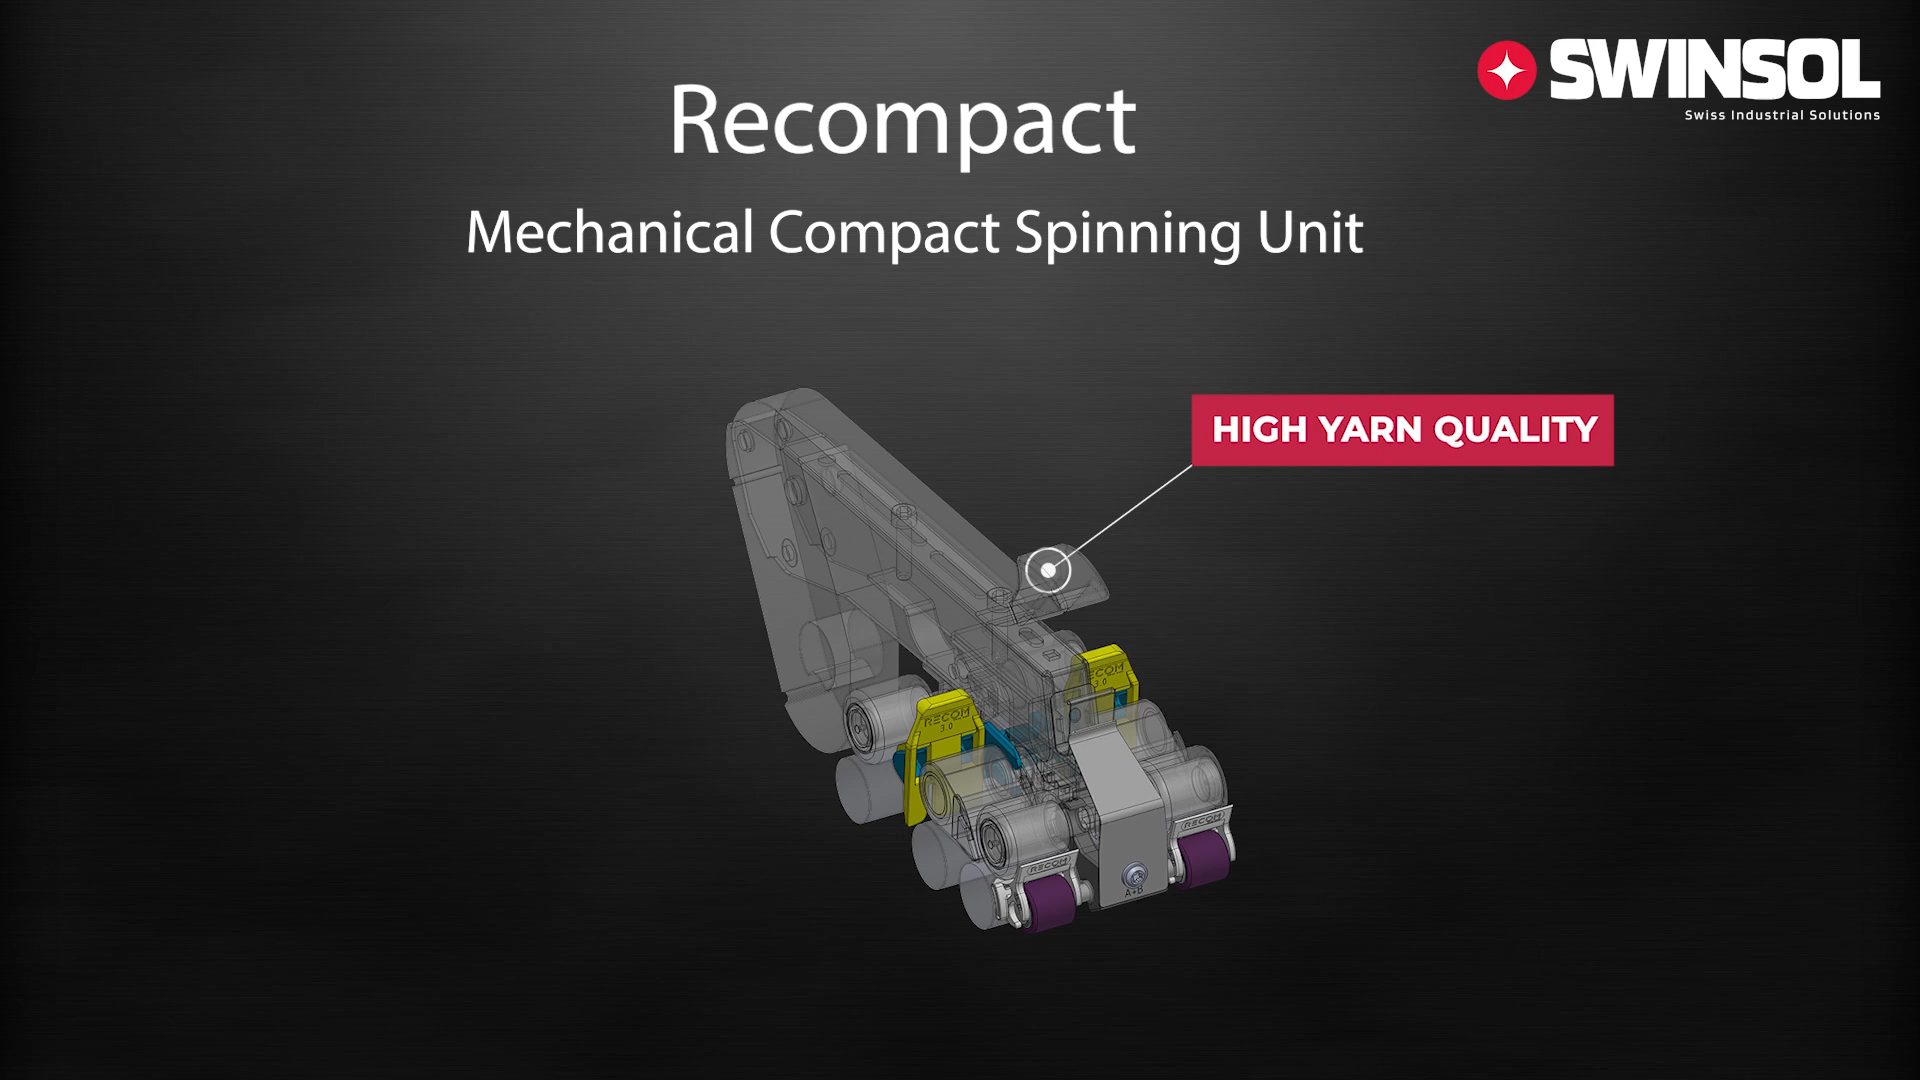 SWINSOL
Swiss Industrial Solutions
Recompact
Mechanical Compact Spinning Unit
HIGH YARN QUALITY
ECOM
3.0
RECOM
3.0
RECOM
RECOM
A+B